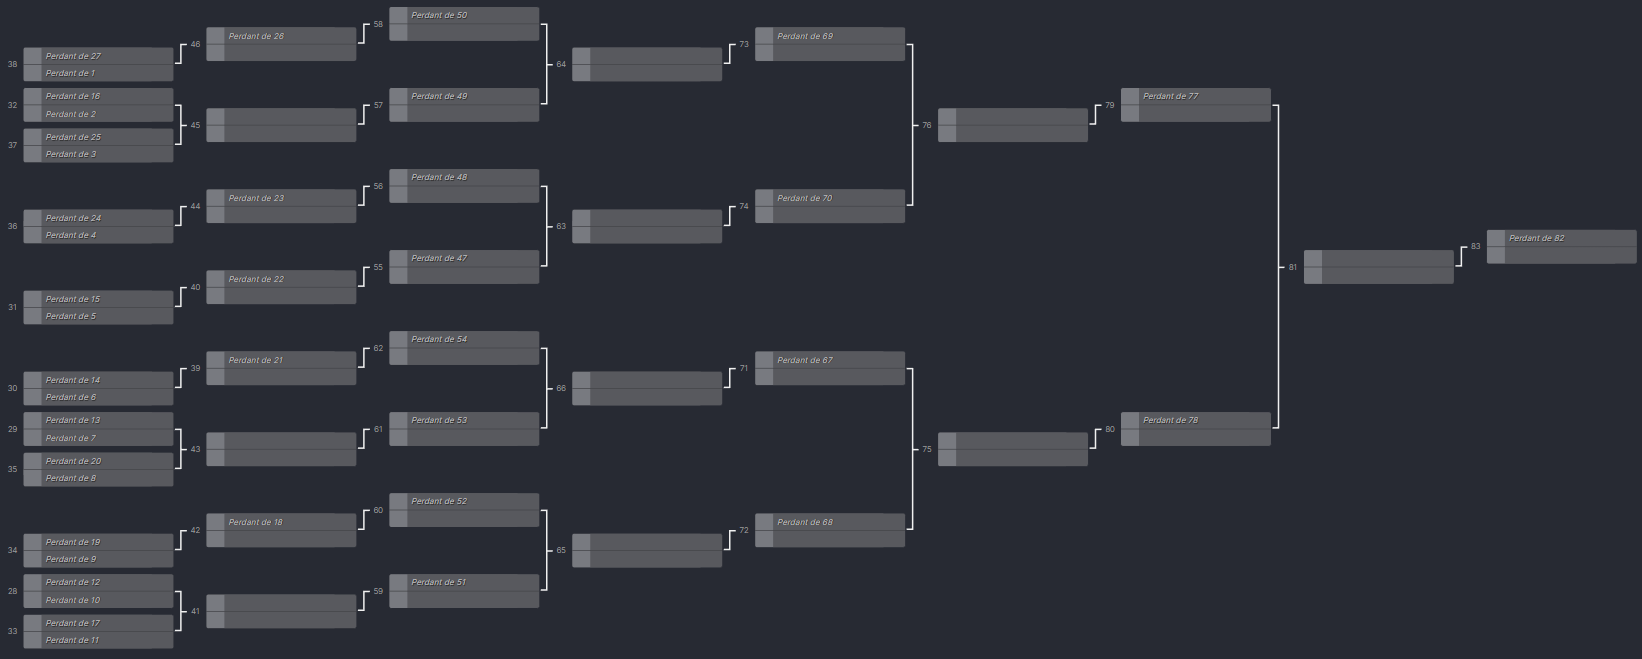 38
Perdant de 27
Perdant de 1
32
Perdant de 16
Perdant de 2
37
Perdant de 25
Perdant de 3
36
Perdant de 24
Perdant de 4
31
Perdant de 15
Perdant de 5
30
Perdant de 14
Perdant de 6
29
Perdant de 13
Perdant de 7
35
Perdant de 20
Perdant de 8
34
Perdant de 19
Perdant de 9
28
Perdant de 12
Perdant de 10
33
Perdant de 17
Perdant de 11
46
Perdant de 26
45
44
Perdant de 23
40
Perdant de 22
39
Perdant de 21
43
42
Perdant de 18
41
58
Perdant de 50
57
Perdant de 49
56
Perdant de 48
55
Perdant de 47
62
Perdant de 54
61
Perdant de 53
60
Perdant de 52
59
Perdant de 51
64
63
66
65
73
Perdant de 69
74
Perdant de 70
71
Perdant de 67
72
Perdant de 68
76
75
79
Perdant de 77
80
Perdant de 78
81
83
Perdant de 82